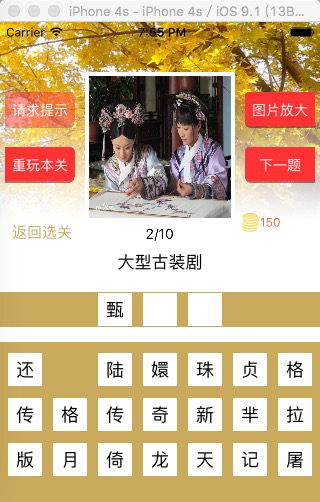 iPhone 4s - iPhone 4s / iOS 9.1 (13B...
Carrier 7:55 PM
请求提示 图片放大
重玩本关 下一题
返回选关 2/10 150
大型古装剧
甄
还 陆 嬛 珠 贞 格
传 格 传 奇 新 芈 拉
版 月 倚 龙 天 记 屠